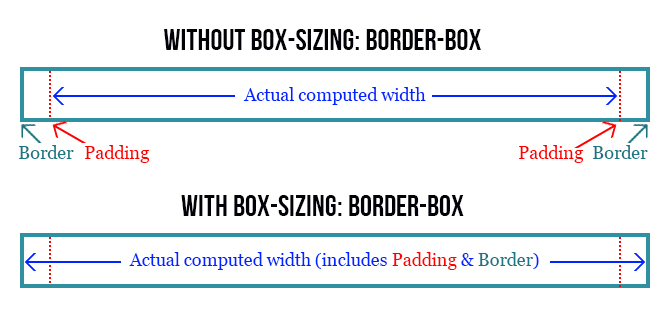 WITHOUT BOX-SIZING: BORDER-BOX
Actual computed width
Border Padding Padding Border
WITH BOX-SIZING: BORDER-BOX
Actual computed width (includes Padding & Border)